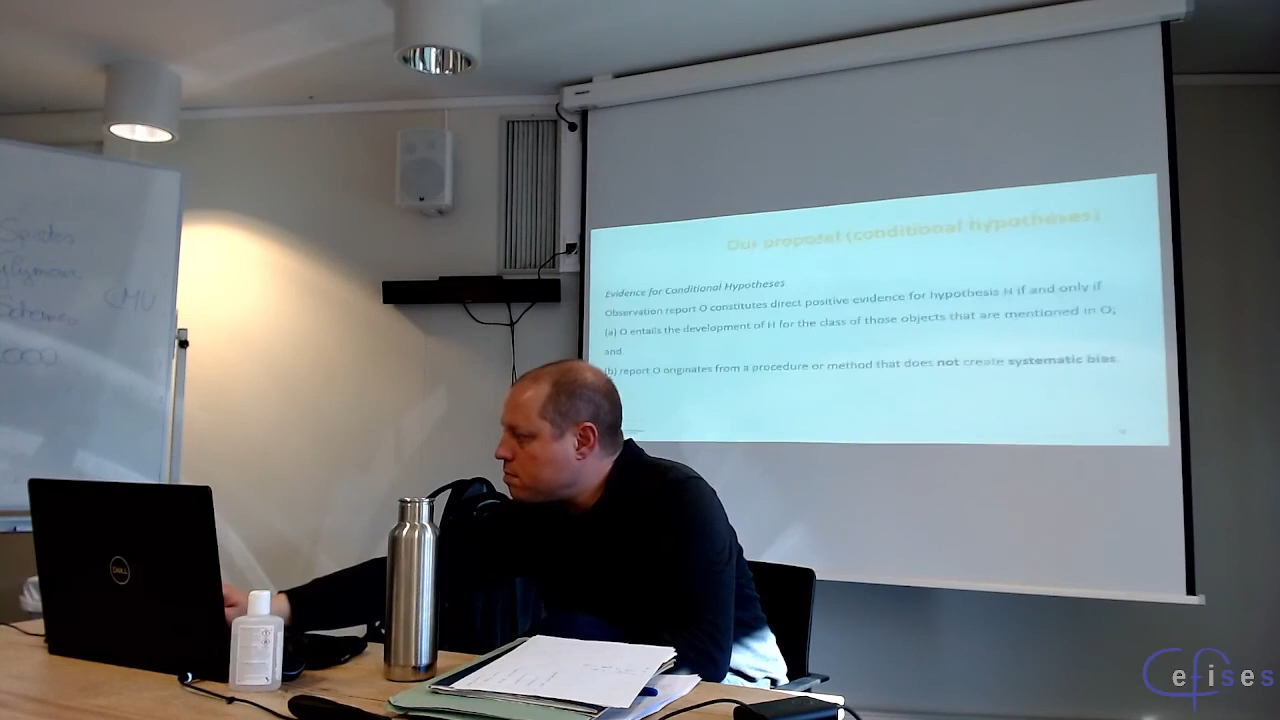 Our proposal (conditional hypotheses)
Evidence for Conditional Hypotheses
Observation report O constitutes direct positive evidence for hypothesis H if and only if
(a) O entails the development of H for the class of those objects that are mentioned in O;
and
(b) report O originates from a procedure or method that does not create systematic bias.
CMU
DELL
Cefises